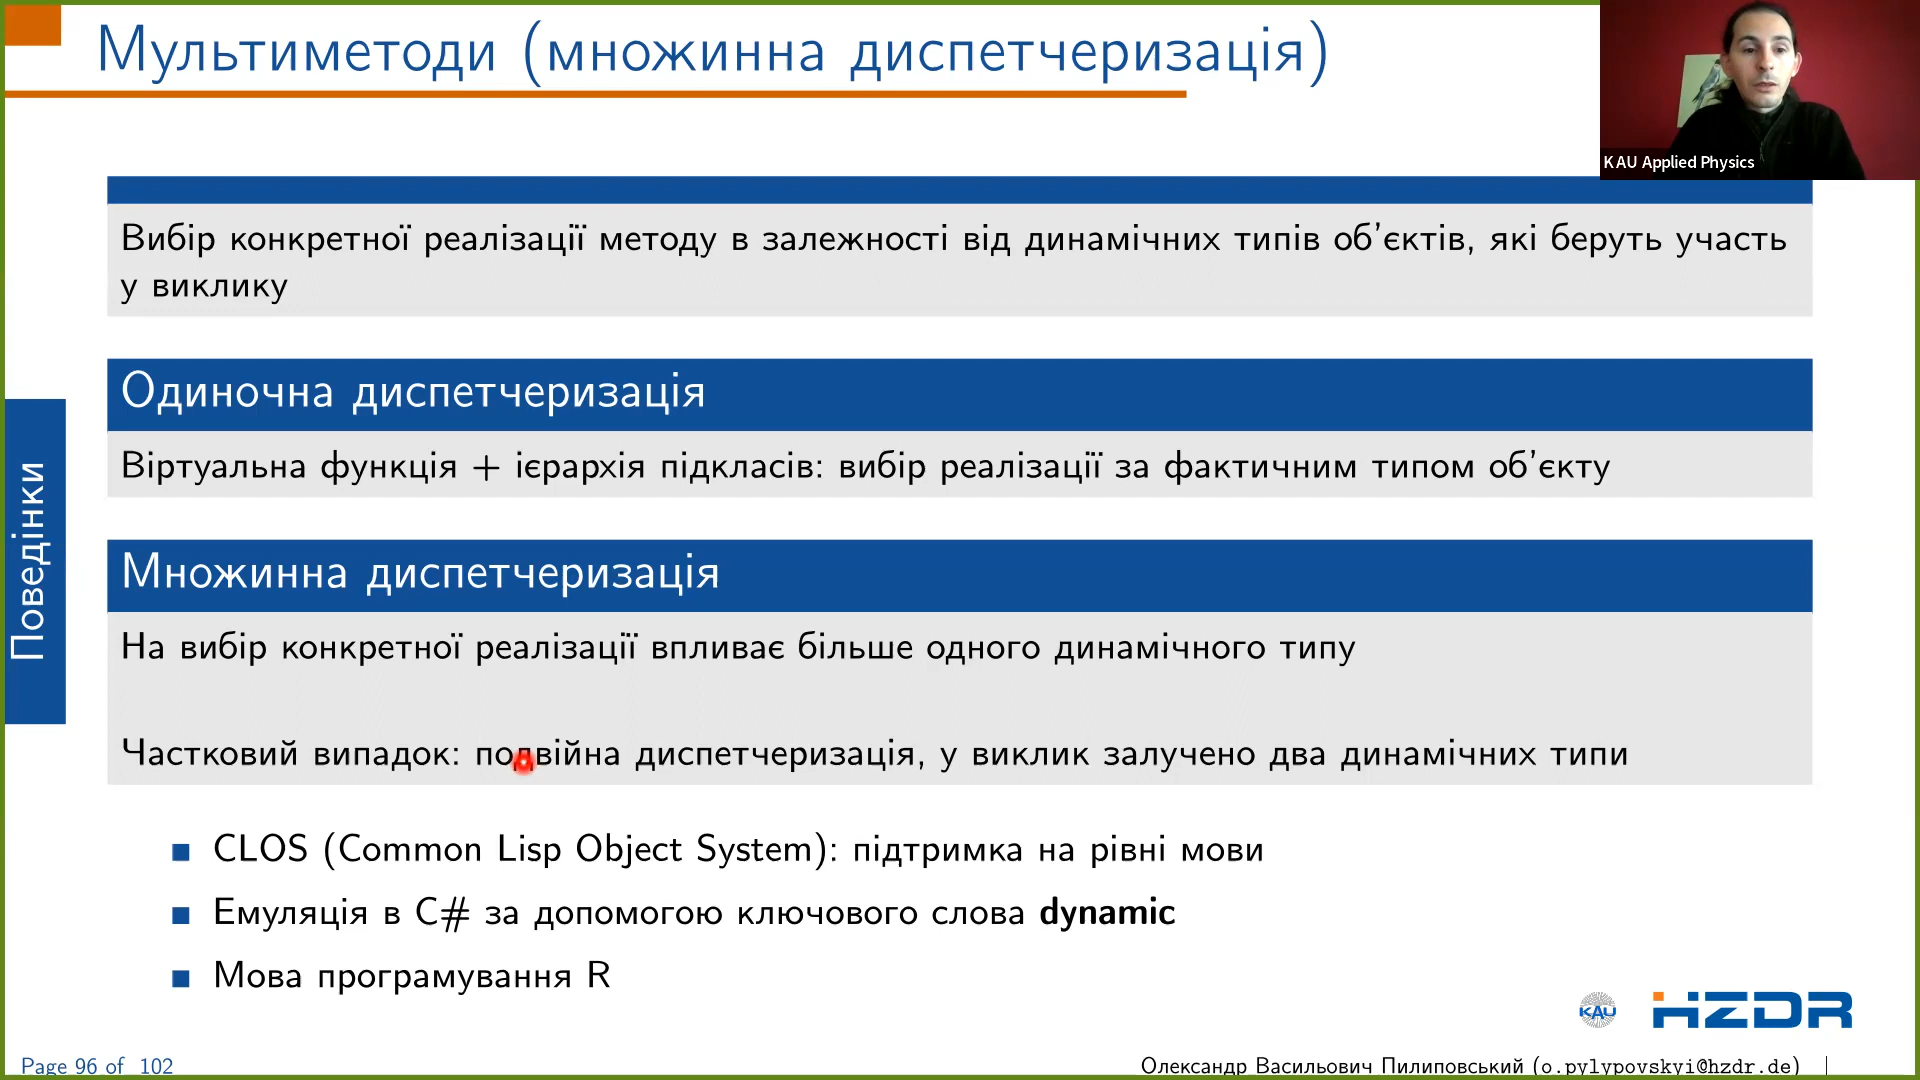 Мультиметоди (множинна диспетчеризація)
KAU Applied Physics
Вибір конкретної реалізації методу в залежності від динамічних типів об'єктів, які беруть участь
у виклику
Одиночна диспетчеризація
Віртуальна функція + ієрархія підкласів: вибір реалізації за фактичним типом об'єкту
Поведінки
Множинна диспетчеризація
На вибір конкретної реалізації впливає більше одного динамічного типу
Частковий випадок: подвійна диспетчеризація, у виклик залучено два динамічних типи
CLOS (Common Lisp Object System): підтримка на рівні мови
Емуляція в C# за допомогою ключового слова dynamic
Мова програмування R
KAU
HZDR
Page 96 of 102
Олександр Васильович Пилиповський (o.pylypovskyi@hzdr.de)